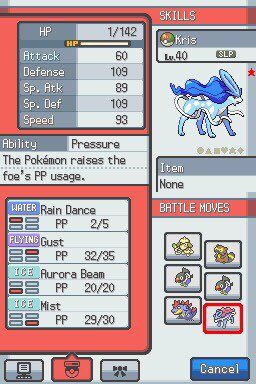 HP 1/142
HP
Attack 60
Defense 109
Sp. Atk 89
Sp. Def 109
Speed 93
Ability Pressure
The Pokémon raises the
foe's PP usage.
WATER Rain Dance
PP 2/5
FLYING Gust
PP 32/35
ICE Aurora Beam
PP 20/20
ICE Mist
PP 29/30
SKILLS
Kris
Lv.40 SLP
Item
None
BATTLE MOVES
Cancel